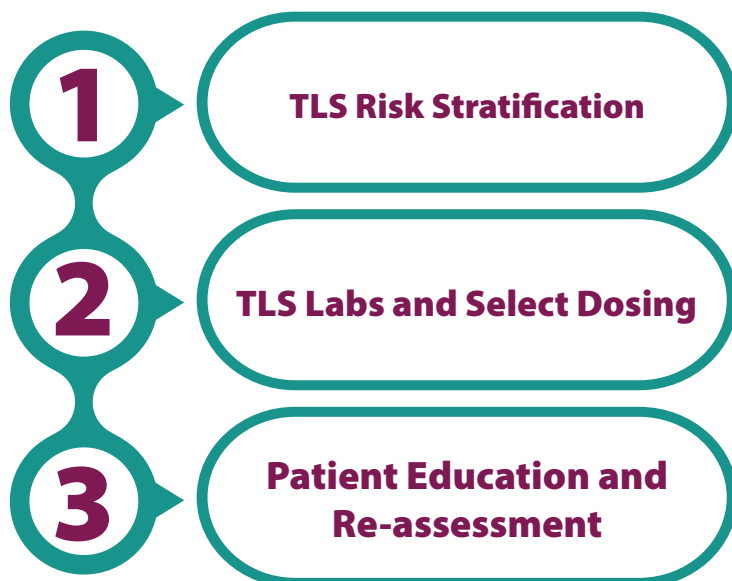 1
TLS Risk Stratification
2
TLS Labs and Select Dosing
3
Patient Education and
Re-assessment